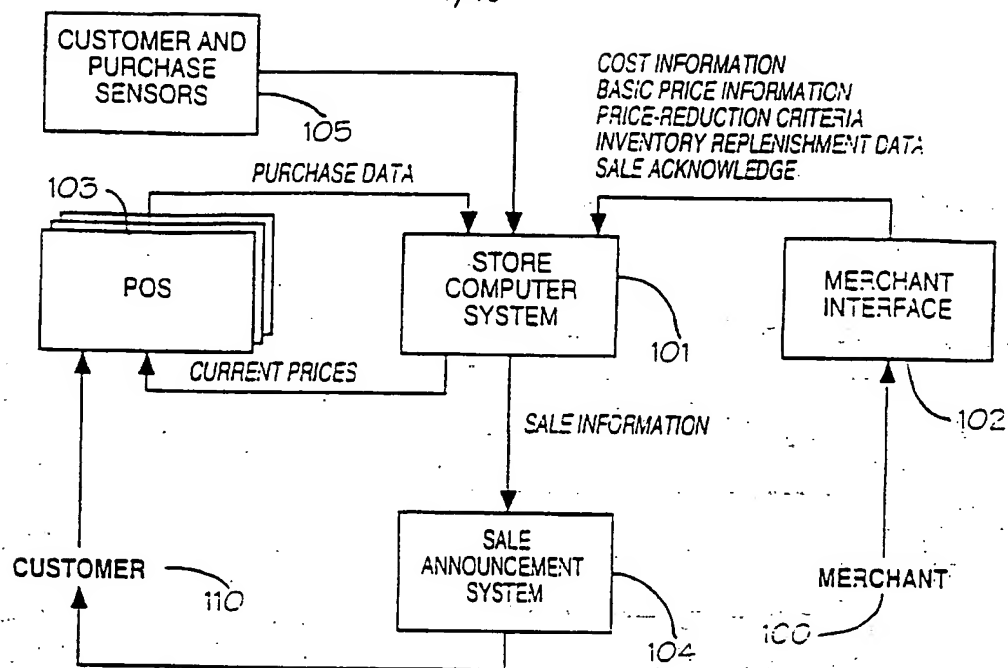 CUSTOMER AND
PURCHASE
SENSORS
105
COST INFORMATION
BASIC PRICE INFORMATION
PRICE-REDUCTION CRITERIA
INVENTORY REPLENISHMENT DATA
SALE ACKNOWLEDGE
103
PURCHASE DATA
POS
STORE
COMPUTER
SYSTEM
101
MERCHANT
INTERFACE
102
CURRENT PRICES
SALE INFORMATION
CUSTOMER
110
SALE
ANNOUNCEMENT
SYSTEM
104
MERCHANT
100